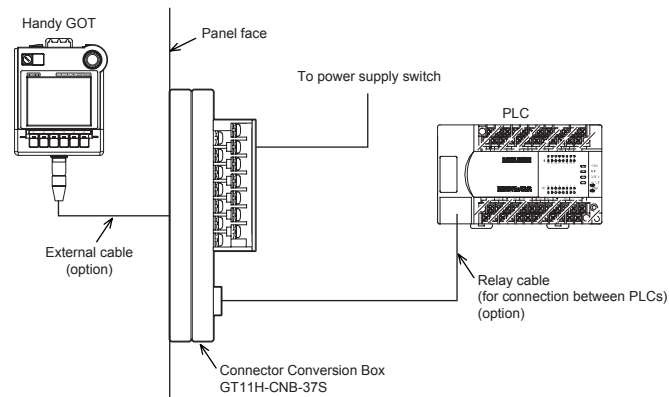 Handy GOT
Panel face
To power supply switch
PLC
External cable
(option)
Relay cable
(for connection between PLCs)
(option)
Connector Conversion Box
GT11H-CNB-37S